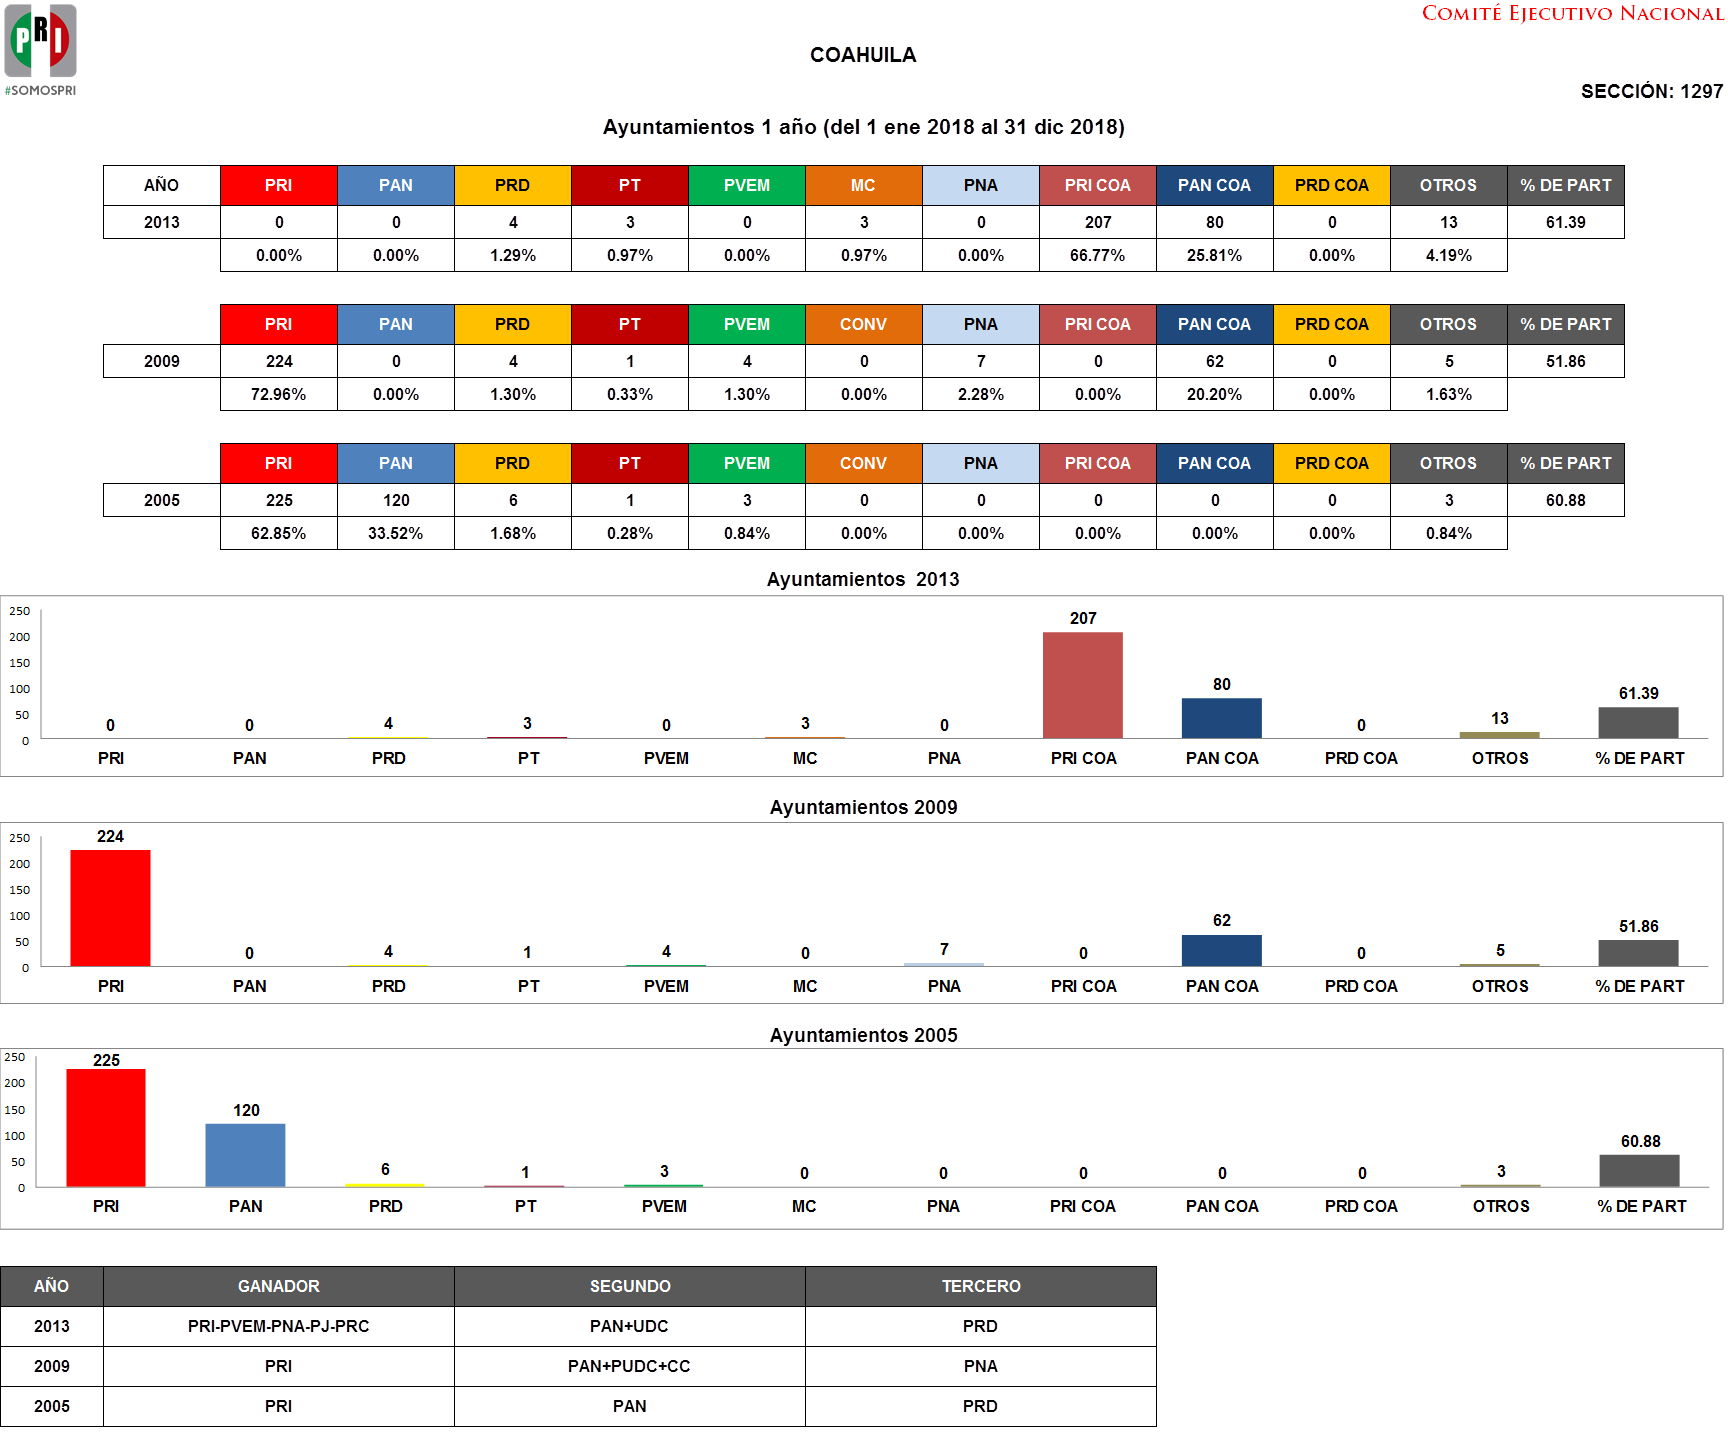 PRI
#SOMOSPRI
COMITÉ EJECUTIVO NACIONAL
COAHUILA
SECCIÓN: 1297
Ayuntamientos 1 año (del 1 ene 2018 al 31 dic 2018)
AÑO PRI PAN PRD PT PVEM MC PNA PRI COA PAN COA PRD COA OTROS % DE PART
2013 0 0 4 3 0 3 0 207 80 0 13 61.39
0.00% 0.00% 1.29% 0.97% 0.00% 0.97% 0.00% 66.77% 25.81% 0.00% 4.19%
PRI PAN PRD PT PVEM CONV PNA PRI COA PAN COA PRD COA OTROS % DE PART
2009 224 0 4 1 4 0 7 0 62 0 5 51.86
72.96% 0.00% 1.30% 0.33% 1.30% 0.00% 2.28% 0.00% 20.20% 0.00% 1.63%
PRI PAN PRD PT PVEM CONV PNA PRI COA PAN COA PRD COA OTROS % DE PART
2005 225 120 6 1 3 0 0 0 0 0 3 60.88
62.85% 33.52% 1.68% 0.28% 0.84% 0.00% 0.00% 0.00% 0.00% 0.00% 0.84%
Ayuntamientos 2013
250
200
150
100
50
0
0 0 4 3 0 3 0 207 80 0 13 61.39
PRI PAN PRD PT PVEM MC PNA PRI COA PAN COA PRD COA OTROS % DE PART
Ayuntamientos 2009
250
200
150
100
50
0
224 0 4 1 4 0 7 0 62 0 5 51.86
PRI PAN PRD PT PVEM MC PNA PRI COA PAN COA PRD COA OTROS % DE PART
Ayuntamientos 2005
250
200
150
100
50
0
225 120 6 1 3 0 0 0 0 0 3 60.88
PRI PAN PRD PT PVEM MC PNA PRI COA PAN COA PRD COA OTROS % DE PART
AÑO GANADOR SEGUNDO TERCERO
2013 PRI-PVEM-PNA-PJ-PRC PAN+UDC PRD
2009 PRI PAN+PUDC+CC PNA
2005 PRI PAN PRD